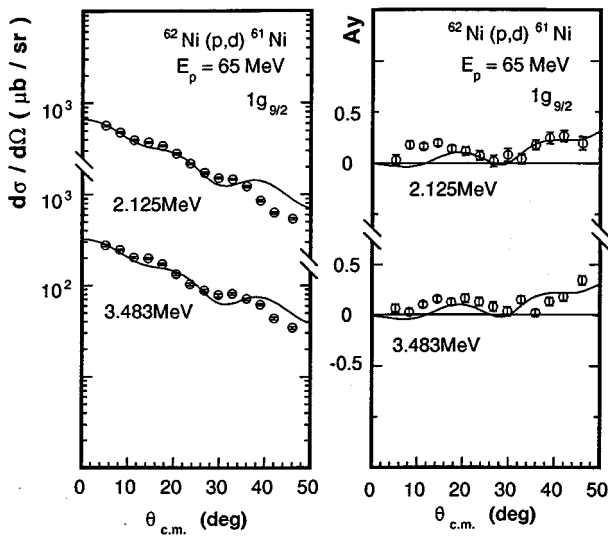 dσ / dΩ ( μb / sr )
10³
10³
10²
⁶²Ni (p,d) ⁶¹Ni
Eₚ = 65 MeV
1g₉/₂
2.125MeV
3.483MeV
0 10 20 30 40 50
θc.m. (deg)
Ay
0.5
0
0.5
0
-0.5
⁶²Ni (p,d) ⁶¹Ni
Eₚ = 65 MeV
1g₉/₂
2.125MeV
3.483MeV
0 10 20 30 40 50
θc.m. (deg)